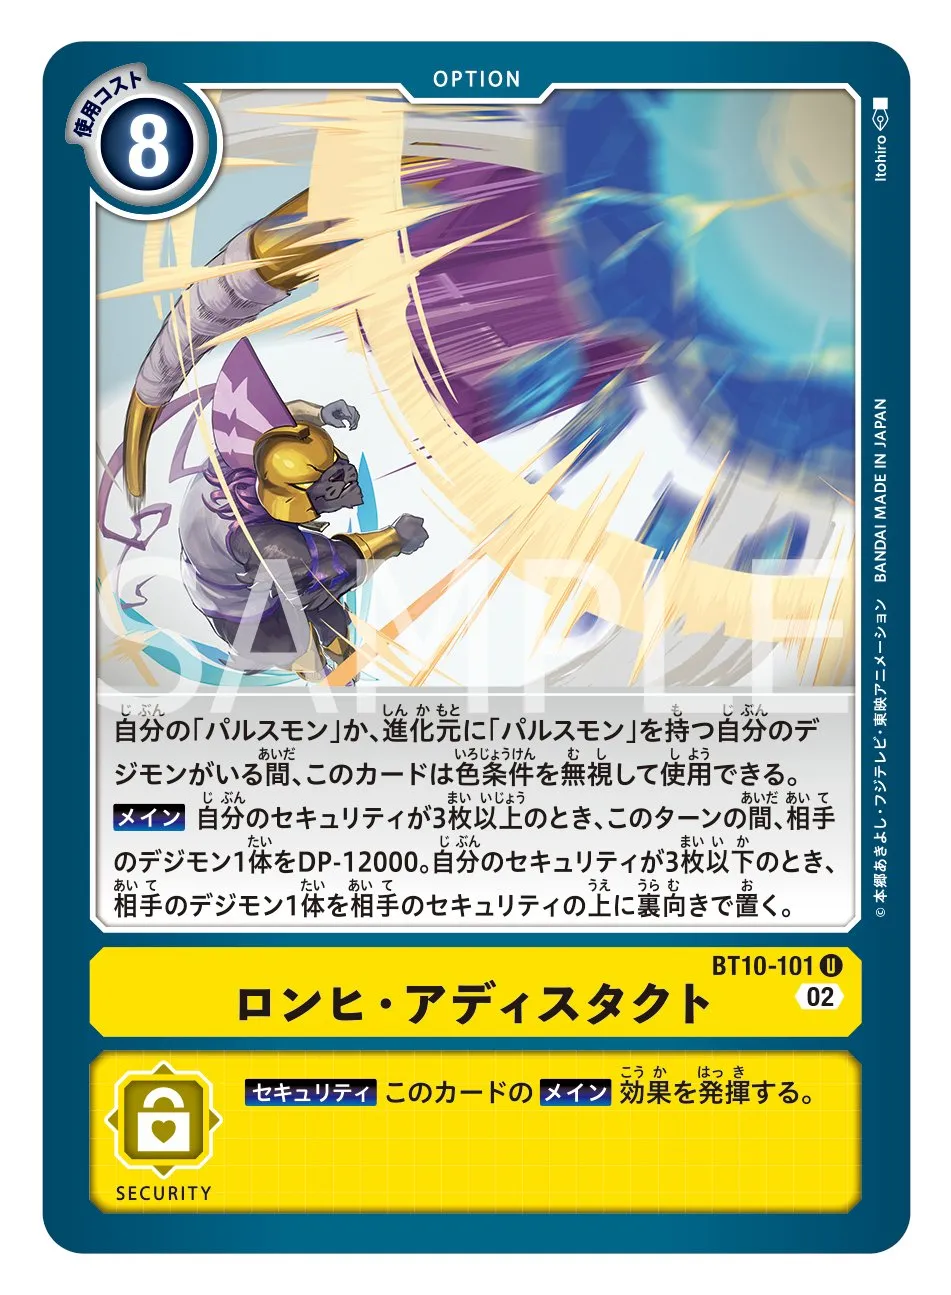 OPTION
使用コスト
8
Itohiro
SAMPLE
自分の「パルスモン」か、進化元に「パルスモン」を持つ自分のデ
ジモンがいる間、このカードは色条件を無視して使用できる。
メイン 自分のセキュリティが3枚以上のとき、このターンの間、相手
のデジモン1体をDP-12000。自分のセキュリティが3枚以下のとき、
相手のデジモン1体を相手のセキュリティの上に裏向きで置く。
© 本郷あきよし・フジテレビ・東映アニメーション BANDAI MADE IN JAPAN
BT10-101 U
02
ロンヒ・アディスタクト
セキュリティ このカードの メイン 効果を発揮する。
SECURITY